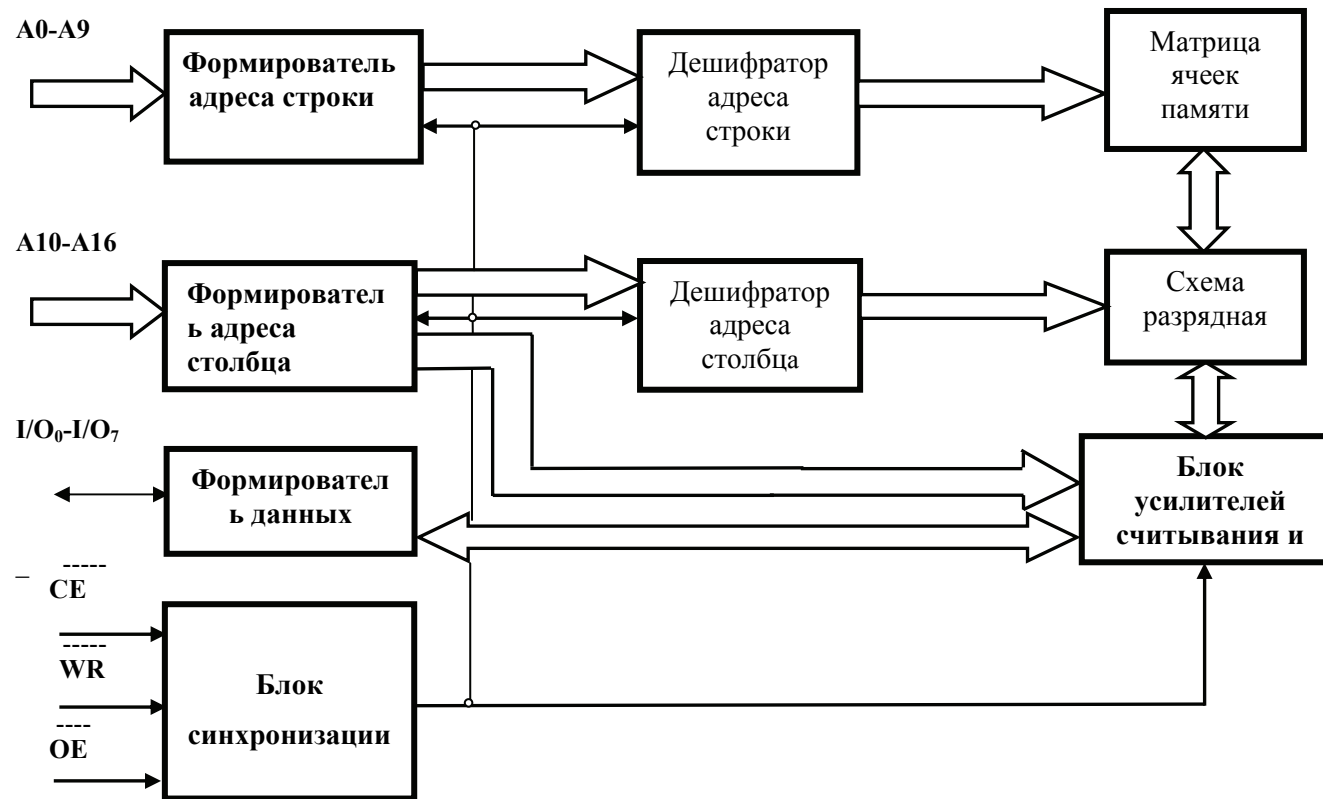 A0-A9
Формирователь
адреса строки
Дешифратор
адреса
строки
Матрица
ячеек
памяти
A10-A16
Формировател
ь адреса
столбца
Дешифратор
адреса
столбца
Схема
разрядная
I/O₀-I/O₇
Формировател
ь данных
Блок
усилителей
считывания и
_ -----
CE
-----
WR
----
OE
Блок
синхронизации